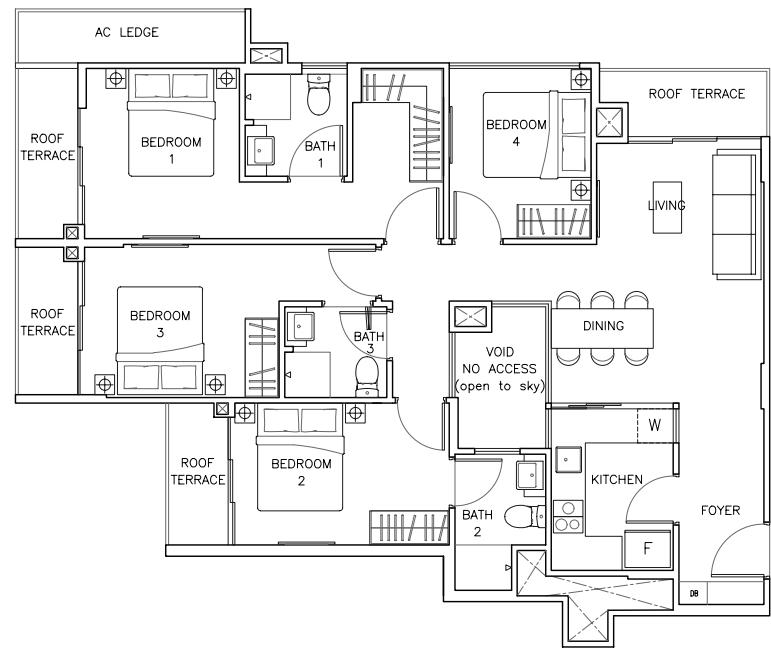 AC LEDGE
ROOF TERRACE
ROOF
TERRACE
BEDROOM
1
BATH
1
BEDROOM
4
LIVING
ROOF
TERRACE
BEDROOM
3
BATH
3
VOID
NO ACCESS
(open to sky)
DINING
W
ROOF
TERRACE
BEDROOM
2
BATH
2
KITCHEN
FOYER
F
DB